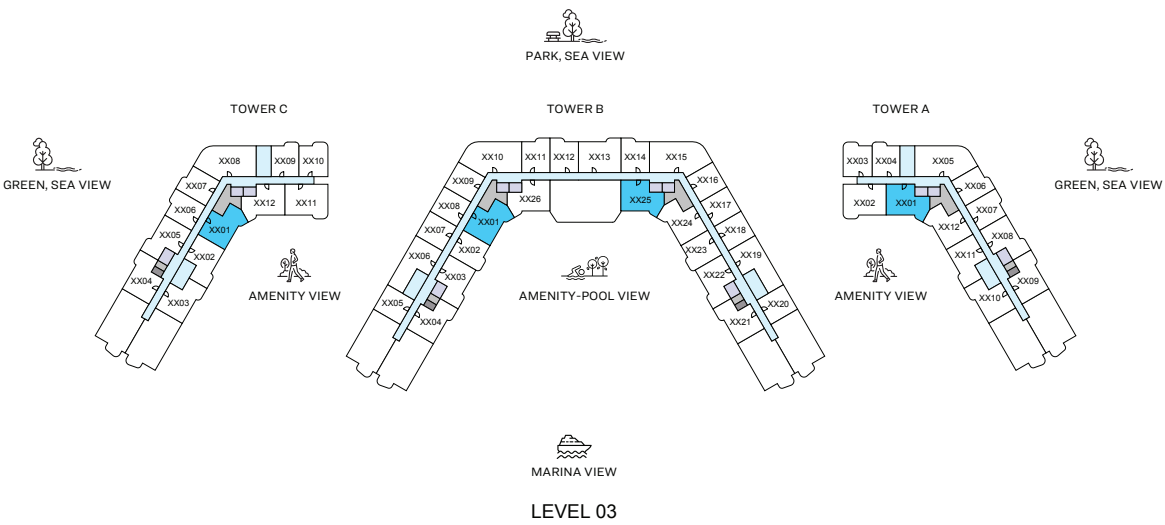 PARK, SEA VIEW
TOWER C
TOWER B
TOWER A
GREEN, SEA VIEW
GREEN, SEA VIEW
XX08
XX09
XX10
XX07
XX12
XX11
XX06
XX01
XX05
XX02
XX04
XX03
AMENITY VIEW
XX10
XX11
XX12
XX13
XX14
XX15
XX09
XX16
XX26
XX25
XX08
XX01
XX17
XX24
XX07
XX18
XX02
XX23
XX06
XX19
XX03
XX22
XX05
XX20
XX04
XX21
AMENITY-POOL VIEW
XX03
XX04
XX05
XX06
XX02
XX01
XX07
XX12
XX08
XX11
XX09
XX10
AMENITY VIEW
MARINA VIEW
LEVEL 03